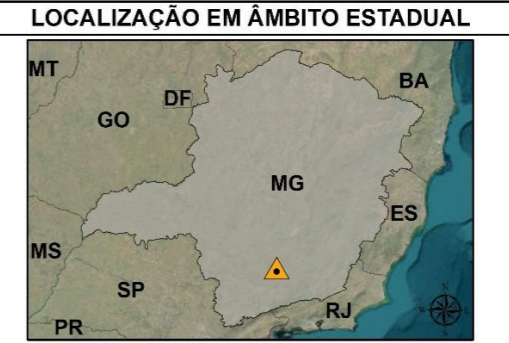 LOCALIZAÇÃO EM ÂMBITO ESTADUAL
MT
BA
DF
GO
MG
ES
MS
SP
RJ
PR
N
W E
S